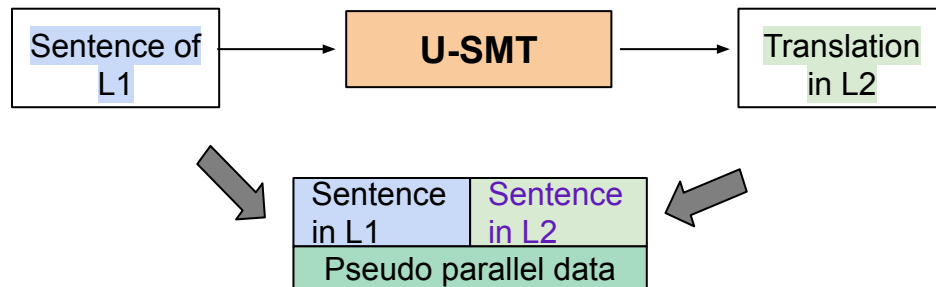 Sentence of
L1
U-SMT
Translation
in L2
Sentence
in L1
Sentence
in L2
Pseudo parallel data